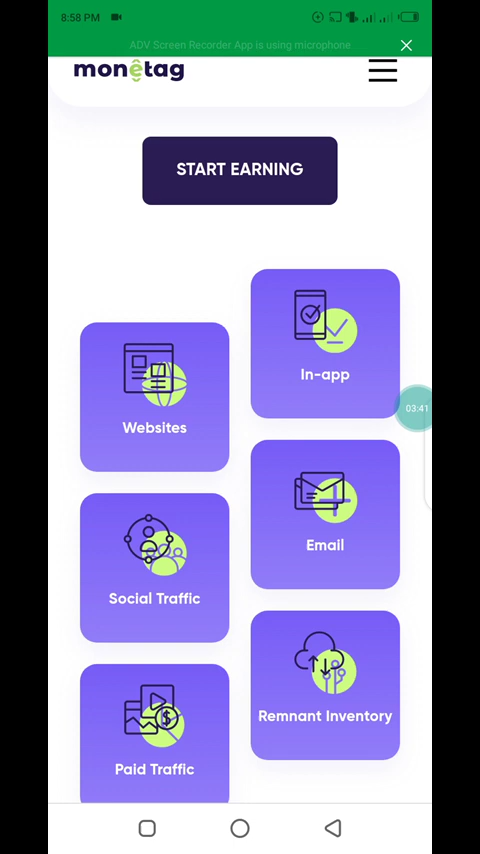 8:58 PM
ADV Screen Recorder App is using microphone
monetag
START EARNING
In-app
Websites
03:41
Email
Social Traffic
Remnant Inventory
Paid Traffic